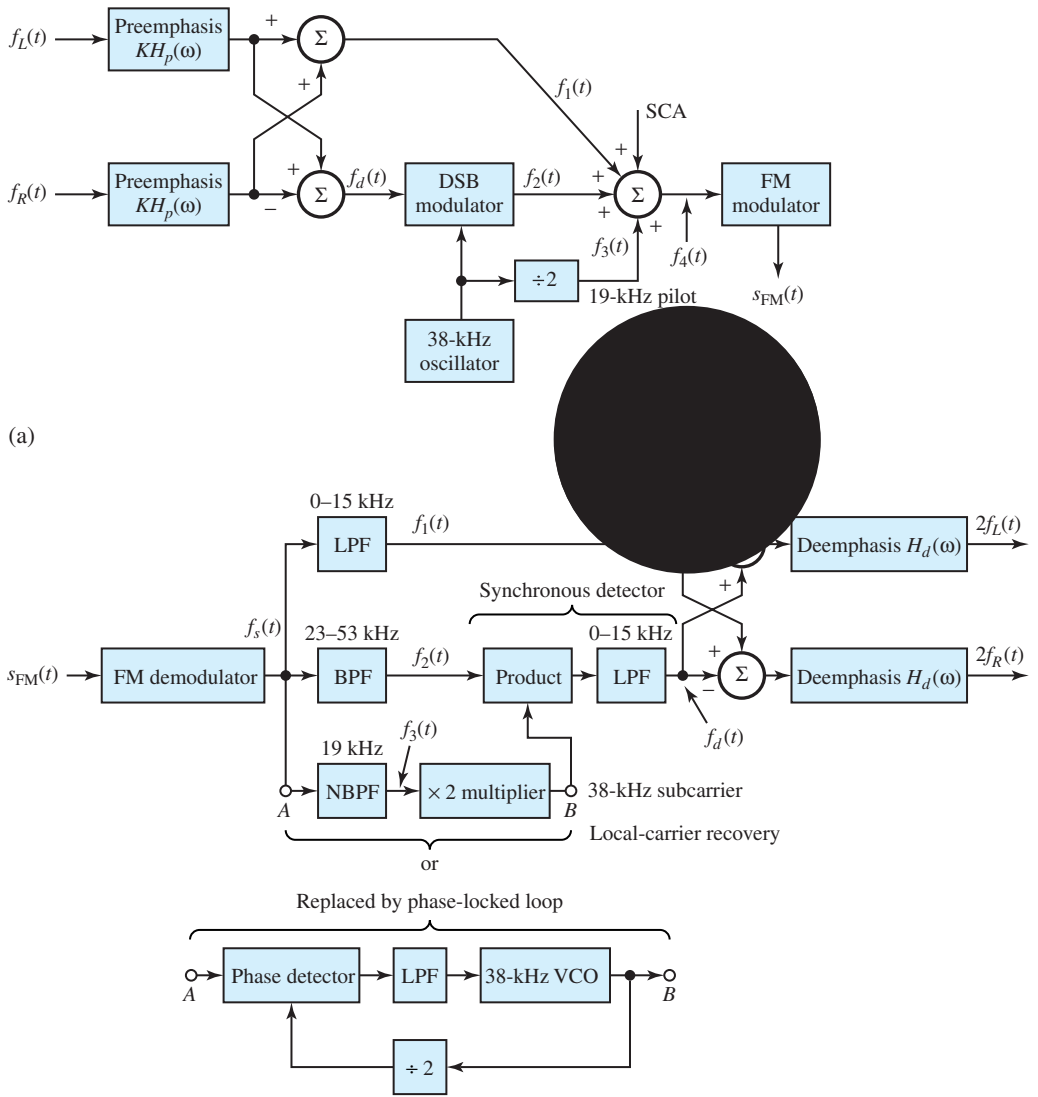 f_L(t)
Preemphasis
KH_p(ω)
+
Σ
+
f_1(t)
SCA
+
f_R(t)
Preemphasis
KH_p(ω)
+
−
Σ
f_d(t)
DSB
modulator
f_2(t)
+
+
Σ
+
FM
modulator
f_3(t)
f_4(t)
÷2
19-kHz pilot
s_FM(t)
38-kHz
oscillator
(a)
0–15 kHz
LPF
f_1(t)
Deemphasis H_d(ω)
2f_L(t)
+
Synchronous detector
f_s(t)
23–53 kHz
0–15 kHz
s_FM(t)
FM demodulator
BPF
f_2(t)
Product
LPF
+
−
Σ
Deemphasis H_d(ω)
2f_R(t)
f_d(t)
19 kHz
f_3(t)
A
NBPF
× 2 multiplier
B
38-kHz subcarrier
Local-carrier recovery
or
Replaced by phase-locked loop
A
Phase detector
LPF
38-kHz VCO
B
÷ 2